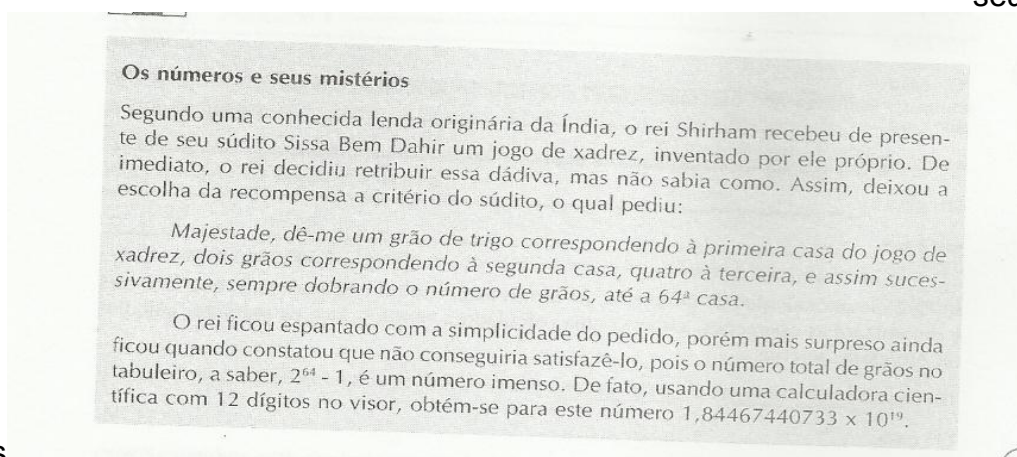 Os números e seus mistérios
Segundo uma conhecida lenda originária da Índia, o rei Shirham recebeu de presen-
te de seu súdito Sissa Bem Dahir um jogo de xadrez, inventado por ele próprio. De
imediato, o rei decidiu retribuir essa dádiva, mas não sabia como. Assim, deixou a
escolha da recompensa a critério do súdito, o qual pediu:
Majestade, dê-me um grão de trigo correspondendo à primeira casa do jogo de
xadrez, dois grãos correspondendo à segunda casa, quatro à terceira, e assim suces-
sivamente, sempre dobrando o número de grãos, até a 64ª casa.
O rei ficou espantado com a simplicidade do pedido, porém mais surpreso ainda
ficou quando constatou que não conseguiria satisfazê-lo, pois o número total de grãos no
tabuleiro, a saber, 2⁶⁴ - 1, é um número imenso. De fato, usando uma calculadora cien-
tífica com 12 dígitos no visor, obtém-se para este número 1,84467440733 x 10¹⁹.